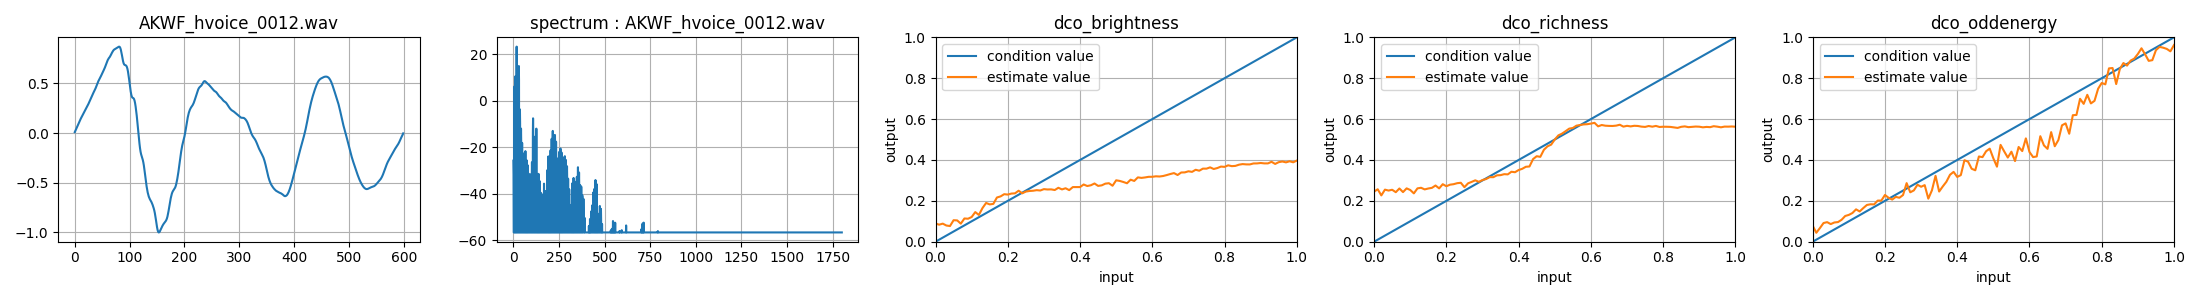 AKWF_hvoice_0012.wav
0.5
0.0
−0.5
−1.0
0 100 200 300 400 500 600
spectrum : AKWF_hvoice_0012.wav
20
0
−20
−40
−60
0 250 500 750 1000 1250 1500 1750
dco_brightness
condition value
estimate value
output
1.0
0.8
0.6
0.4
0.2
0.0
0.0 0.2 0.4 0.6 0.8 1.0
input
dco_richness
condition value
estimate value
output
1.0
0.8
0.6
0.4
0.2
0.0
0.0 0.2 0.4 0.6 0.8 1.0
input
dco_oddenergy
condition value
estimate value
output
1.0
0.8
0.6
0.4
0.2
0.0
0.0 0.2 0.4 0.6 0.8 1.0
input